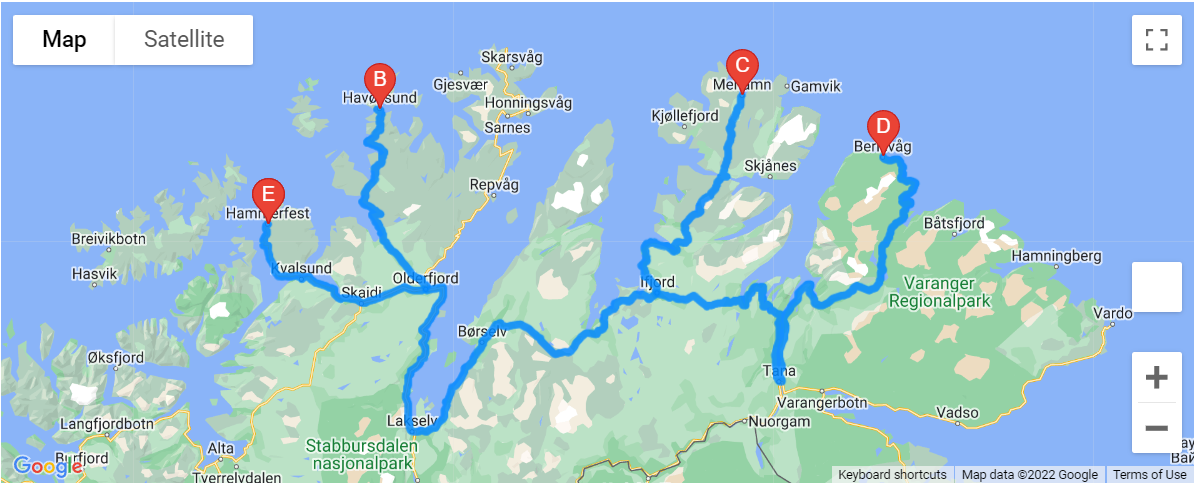 Map
Satellite
Skarsvåg
Gjesvær
B
C
Honningsvåg
Gamvik
Kjøllefjord
Sarnes
D
Skjånes
Repvåg
E
Hammerfest
Båtsfjord
Breivikbotn
Hamningberg
Kvalsund
Hasvik
Olderfjord
Skaidi
Ifjord
Varanger
Regionalpark
Vardø
Børselv
Øksfjord
Tana
Varangerbotn
Lakselv
Vadsø
Langfjordbotn
Nuorgam
Alta
Stabbursdalen
nasjonalpark
Burfjord
Tverrelvdalen
Google
Keyboard shortcuts
Map data ©2022 Google
Terms of Use